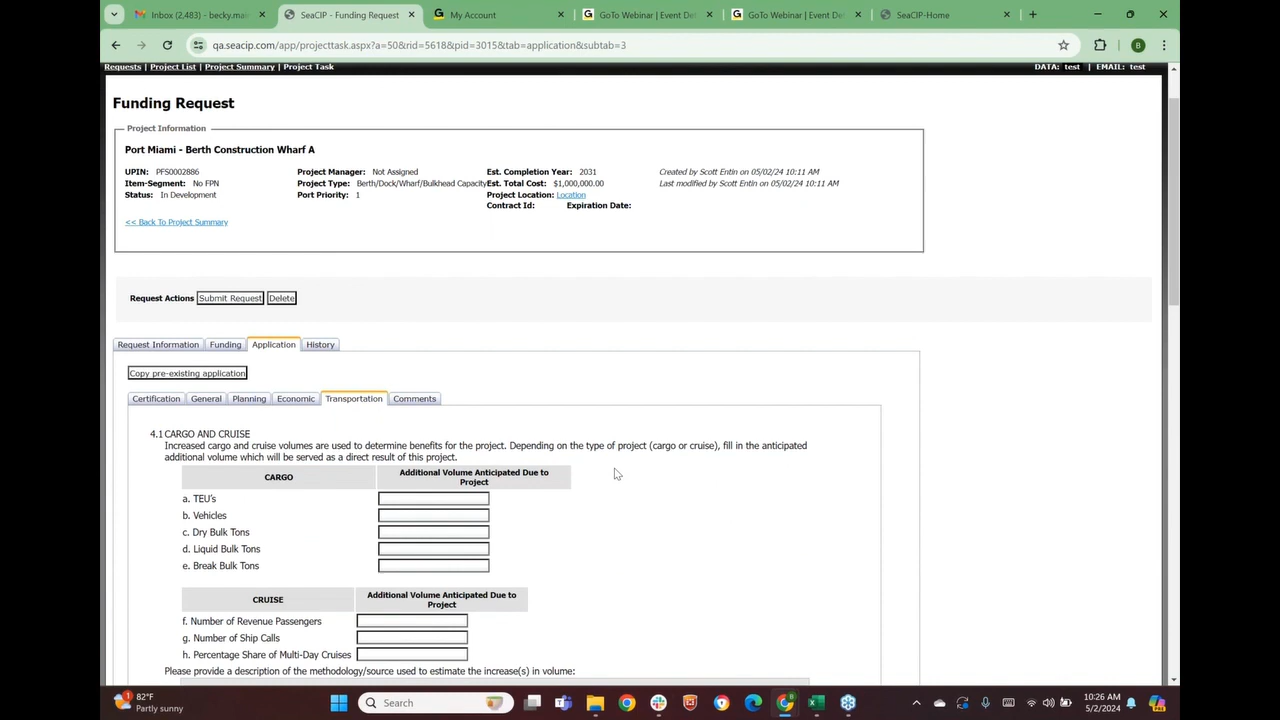 Inbox (2,483) - becky.mai
SeaCIP - Funding Request
My Account
GoTo Webinar | Event De
GoTo Webinar | Event De
SeaCIP-Home
qa.seacip.com/app/projecttask.aspx?a=50&rid=5618&pid=3015&tab=application&subtab=3
B
Requests | Project List | Project Summary | Project Task
DATA: test | EMAIL: test
Funding Request
Project Information
Port Miami - Berth Construction Wharf A
UPIN: PFS0002886 Project Manager: Not Assigned Est. Completion Year: 2031 Created by Scott Entin on 05/02/24 10:11 AM
Item-Segment: No FPN Project Type: Berth/Dock/Wharf/Bulkhead Capacity Est. Total Cost: $1,000,000.00 Last modified by Scott Entin on 05/02/24 10:11 AM
Status: In Development Port Priority: 1 Project Location: Location
Contract Id: Expiration Date:
<< Back To Project Summary
Request Actions Submit Request Delete
Request Information Funding Application History
Copy pre-existing application
Certification General Planning Economic Transportation Comments
4.1 CARGO AND CRUISE
Increased cargo and cruise volumes are used to determine benefits for the project. Depending on the type of project (cargo or cruise), fill in the anticipated
additional volume which will be served as a direct result of this project.
CARGO
Additional Volume Anticipated Due to
Project
a. TEU's
b. Vehicles
c. Dry Bulk Tons
d. Liquid Bulk Tons
e. Break Bulk Tons
CRUISE
Additional Volume Anticipated Due to
Project
f. Number of Revenue Passengers
g. Number of Ship Calls
h. Percentage Share of Multi-Day Cruises
Please provide a description of the methodology/source used to estimate the increase(s) in volume:
1
82°F
Partly sunny
Search
10:26 AM
5/2/2024